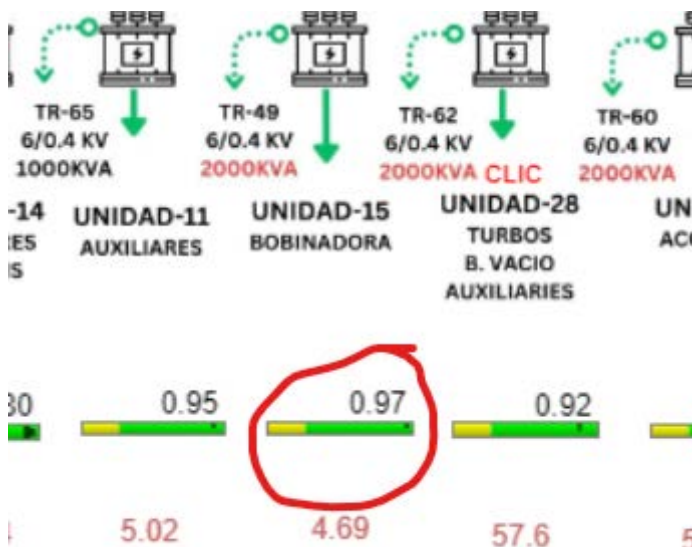 TR-65
6/0.4 KV
1000KVA
TR-49
6/0.4 KV
2000KVA
TR-62
6/0.4 KV
2000KVA
CLIC
TR-60
6/0.4 KV
2000KVA
-14
UNIDAD-11
AUXILIARES
UNIDAD-15
BOBINADORA
UNIDAD-28
TURBOS
B. VACIO
AUXILIARIES
0.95
0.97
0.92
5.02
4.69
57.6